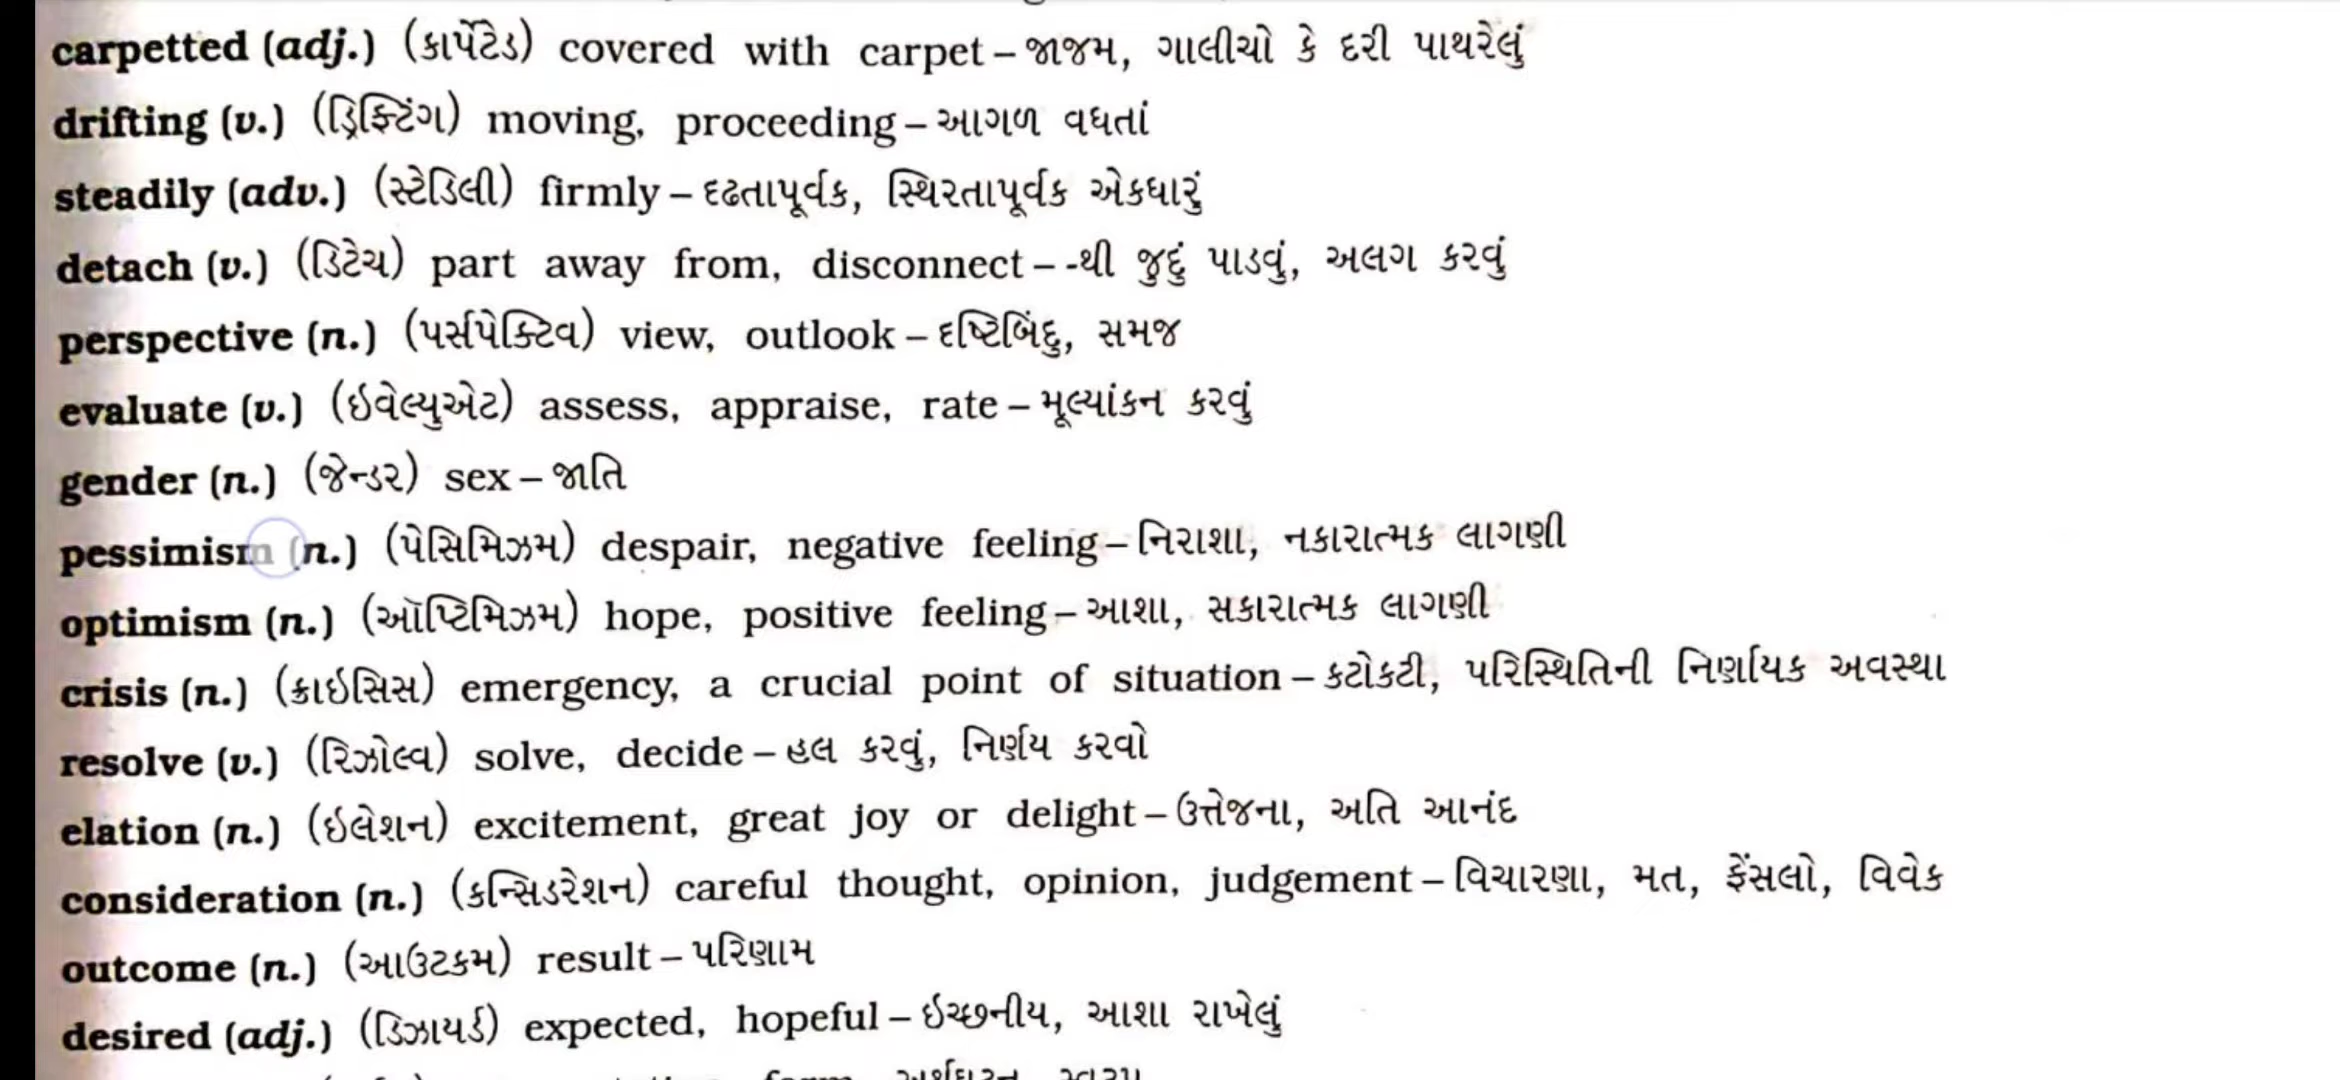 carpetted (adj.) (કાર્પેટેડ) covered with carpet – જાજમ, ગાલીચો કે દરી પાથરેલું
drifting (v.) (ડ્રિફ્ટિંગ) moving, proceeding – આગળ વધતાં
steadily (adv.) (સ્ટેડિલી) firmly – દૃઢતાપૂર્વક, સ્થિરતાપૂર્વક એકધારું
detach (v.) (ડિટેચ) part away from, disconnect – -થી જુદું પાડવું, અલગ કરવું
perspective (n.) (પર્સપેક્ટિવ) view, outlook – દૃષ્ટિબિંદુ, સમજ
evaluate (v.) (ઇવેલ્યુએટ) assess, appraise, rate – મૂલ્યાંકન કરવું
gender (n.) (જેન્ડર) sex – જાતિ
pessimism (n.) (પેસિમિઝમ) despair, negative feeling – નિરાશા, નકારાત્મક લાગણી
optimism (n.) (ઑપ્ટિમિઝમ) hope, positive feeling – આશા, સકારાત્મક લાગણી
crisis (n.) (ક્રાઇસિસ) emergency, a crucial point of situation – કટોકટી, પરિસ્થિતિની નિર્ણાયક અવસ્થા
resolve (v.) (રિઝોલ્વ) solve, decide – હલ કરવું, નિર્ણય કરવો
elation (n.) (ઇલેશન) excitement, great joy or delight – ઉત્તેજના, અતિ આનંદ
consideration (n.) (કન્સિડરેશન) careful thought, opinion, judgement – વિચારણા, મત, ફેંસલો, વિવેક
outcome (n.) (આઉટકમ) result – પરિણામ
desired (adj.) (ડિઝાયર્ડ) expected, hopeful – ઇચ્છનીય, આશા રાખેલું